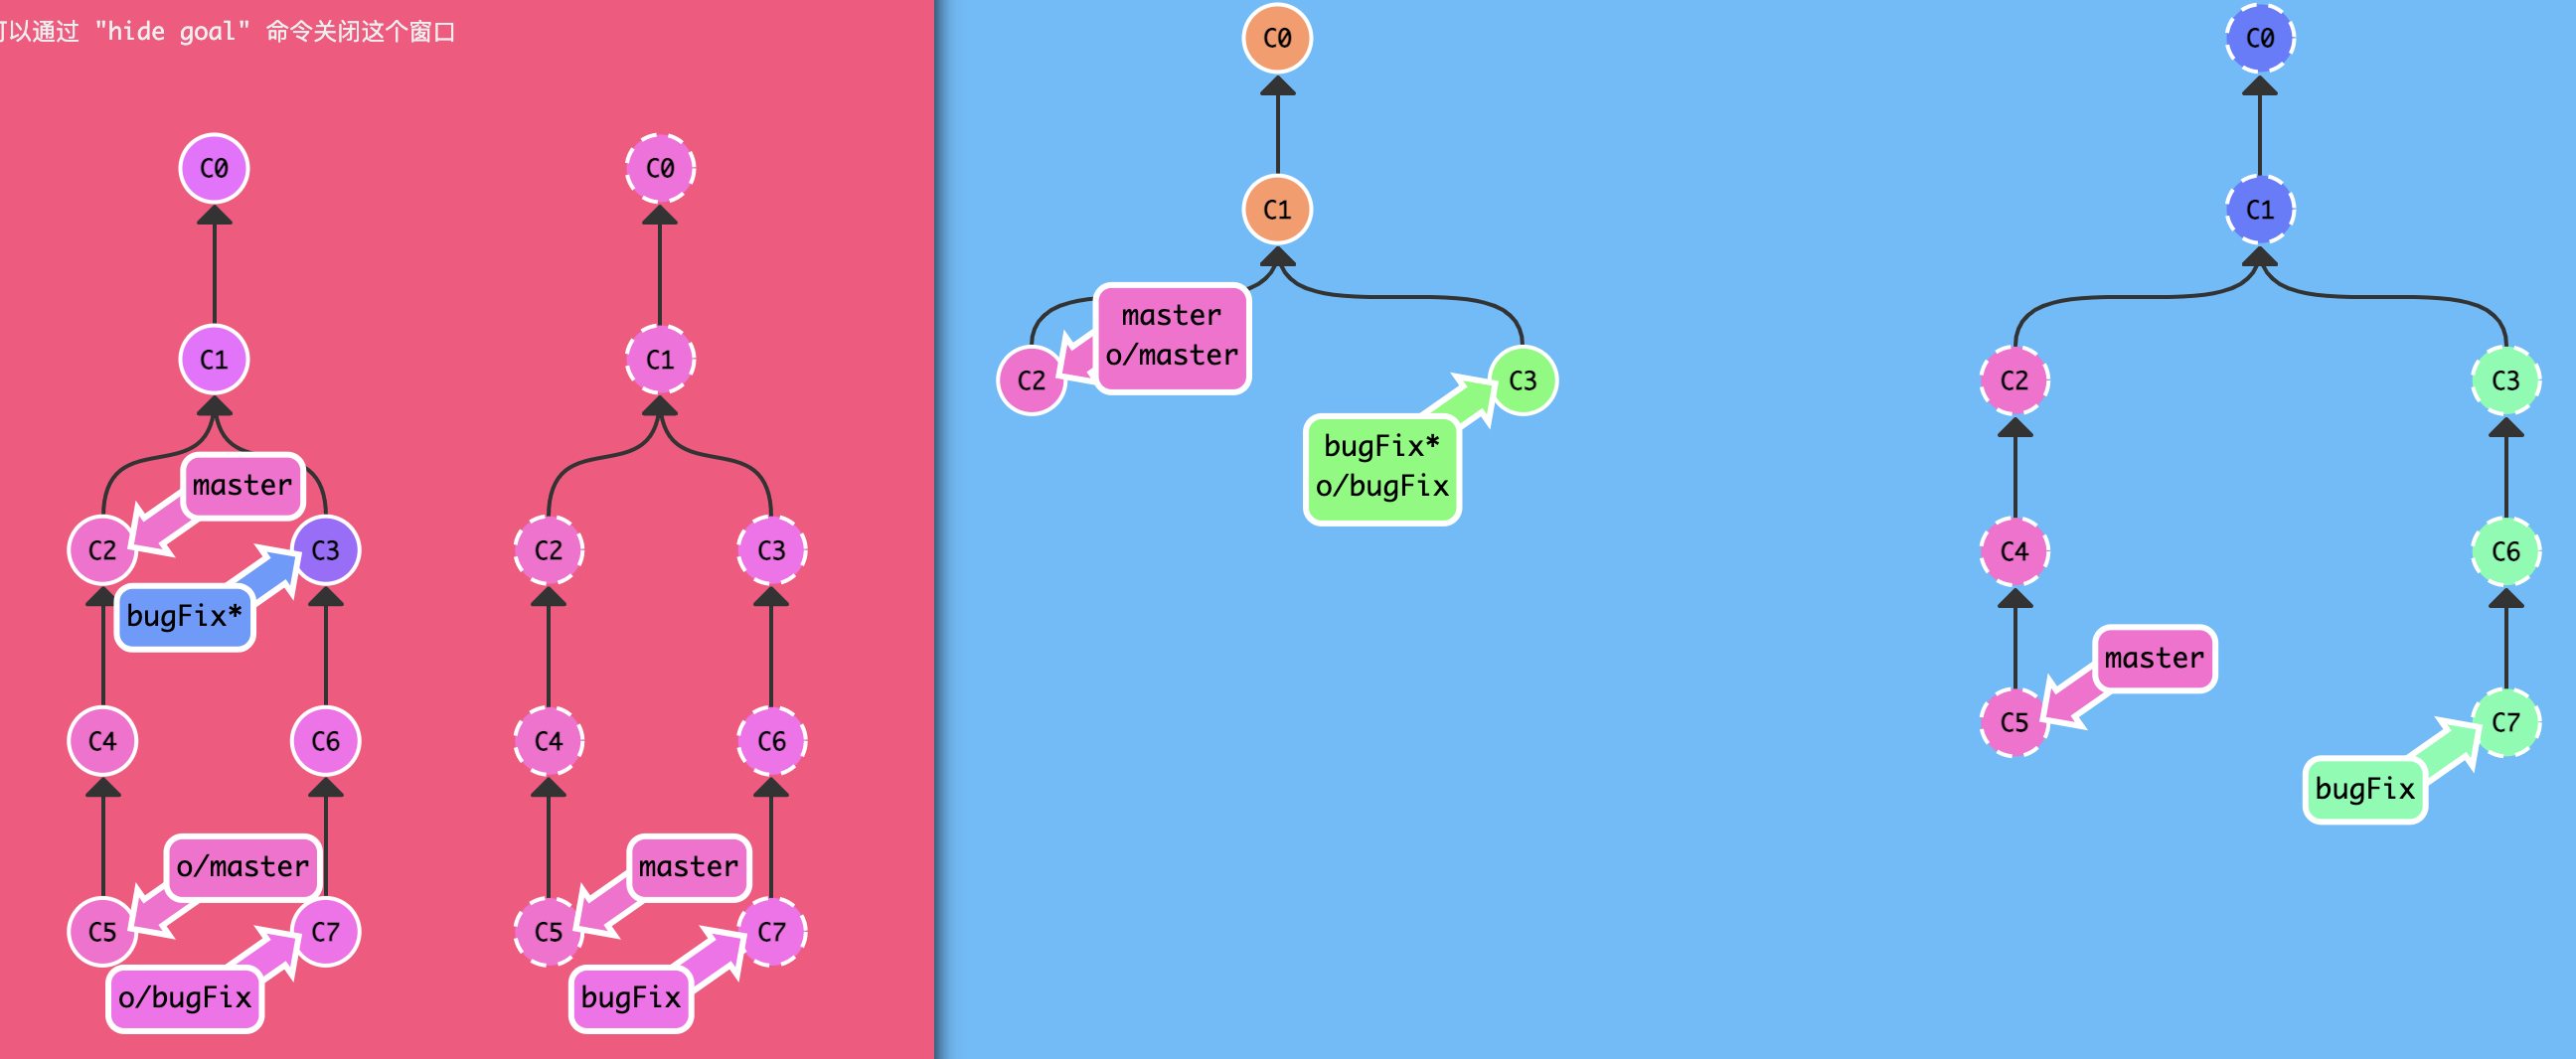 可以通过 "hide goal" 命令关闭这个窗口
C0
C1
master
C2
C3
bugFix*
C4
C6
o/master
C5
C7
o/bugFix
C0
C1
C2
C3
C4
C6
master
C5
C7
bugFix
C0
C1
master
o/master
C2
C3
bugFix*
o/bugFix
C0
C1
C2
C3
C4
C6
master
C5
C7
bugFix